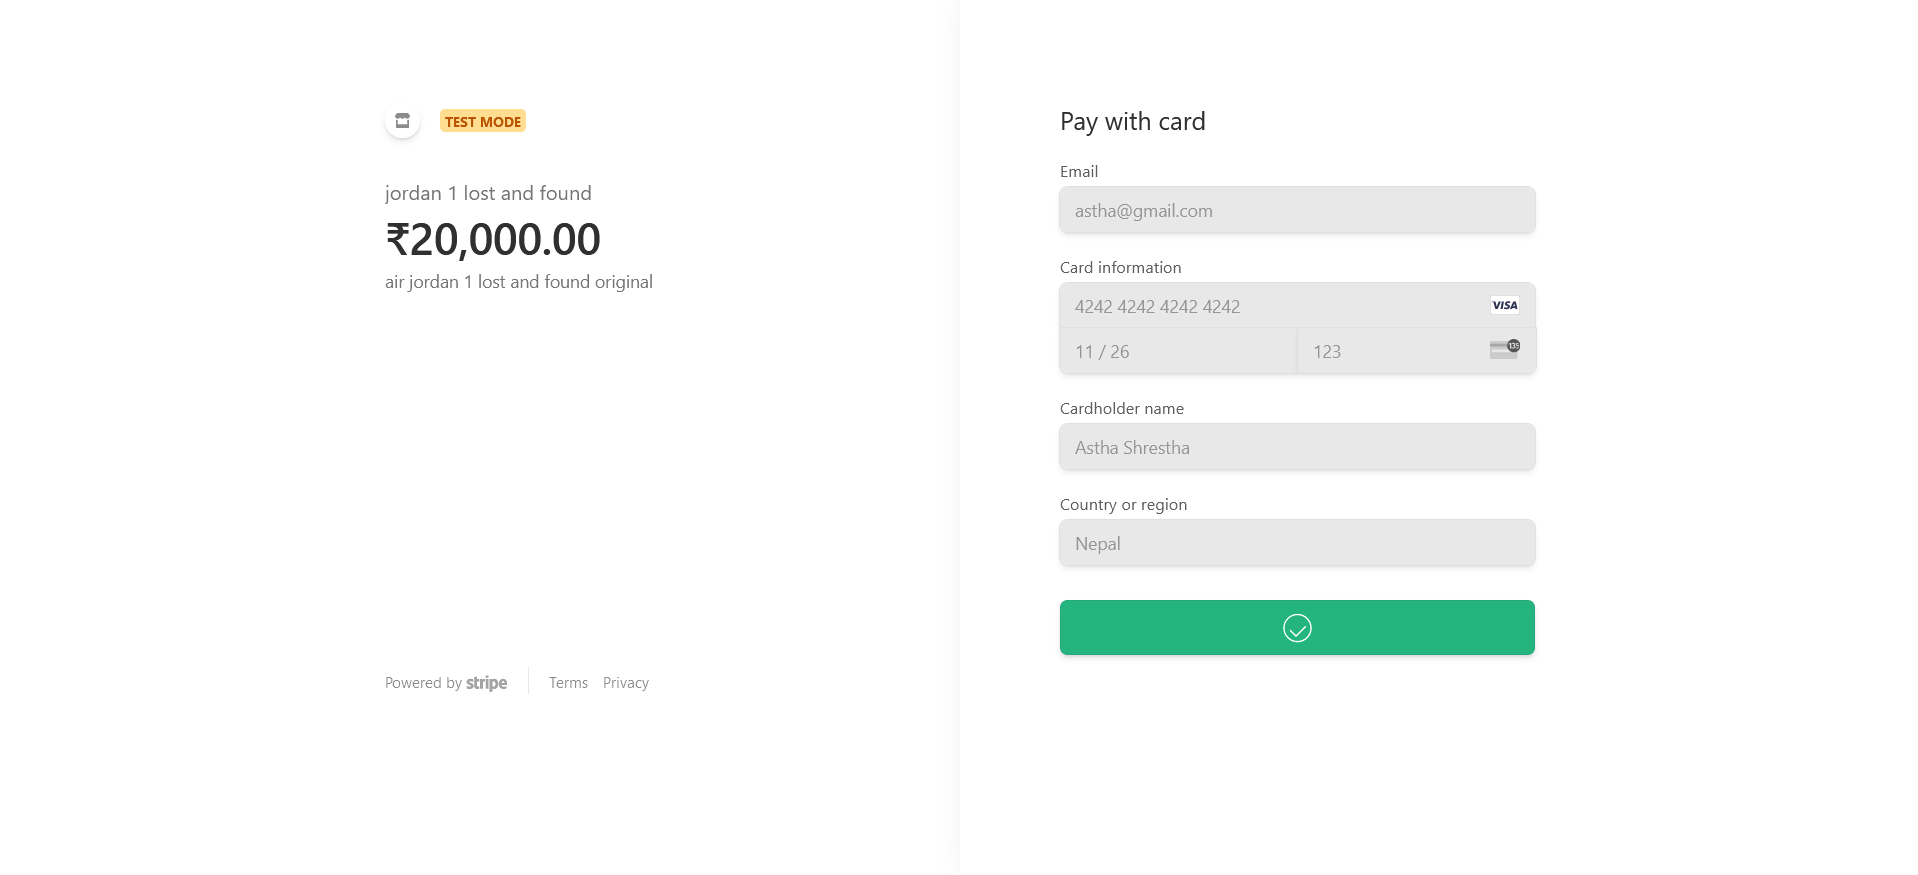 TEST MODE
jordan 1 lost and found
₹20,000.00
air jordan 1 lost and found original
Powered by stripe
Terms
Privacy
Pay with card
Email
astha@gmail.com
Card information
4242 4242 4242 4242
VISA
11 / 26
123
135
Cardholder name
Astha Shrestha
Country or region
Nepal